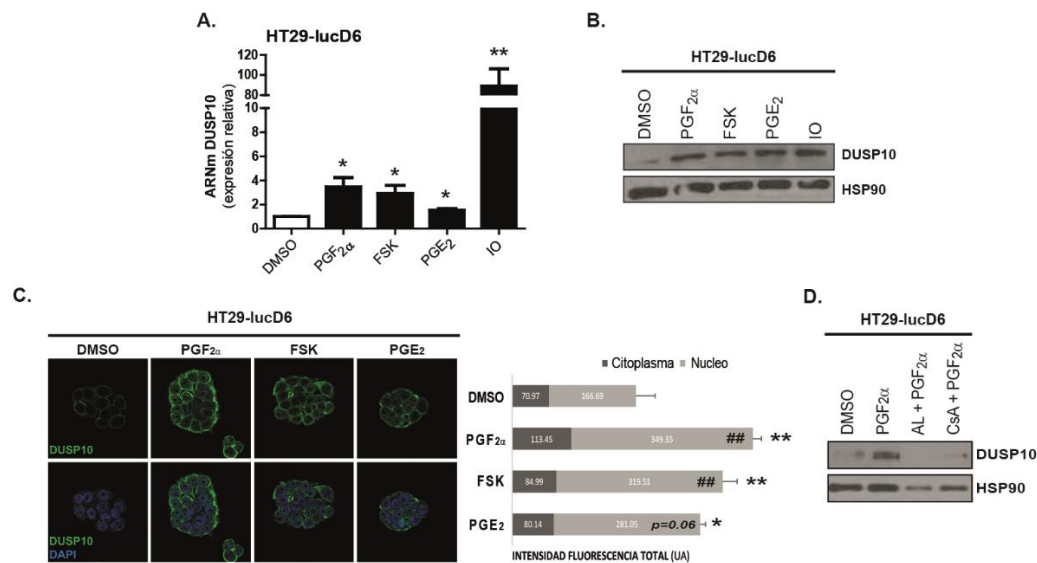 A.
HT29-lucD6
ARNm DUSP10
(expresión relativa)
120
100
80
60
40
20
10
8
6
4
2
0
**
*
*
*
DMSO
PGF2α
FSK
PGE2
IO
B.
HT29-lucD6
DMSO
PGF2α
FSK
PGE2
IO
DUSP10
HSP90
C.
HT29-lucD6
DMSO PGF2α FSK PGE2
DUSP10
DUSP10
DAPI
Citoplasma Nucleo
DMSO 70.97 166.69
PGF2α 113.45 349.35 ## **
FSK 84.99 319.51 ## **
PGE2 80.14 281.05 p=0.06 *
INTENSIDAD FLUORESCENCIA TOTAL (UA)
D.
HT29-lucD6
DMSO
PGF2α
AL + PGF2α
CsA + PGF2α
DUSP10
HSP90